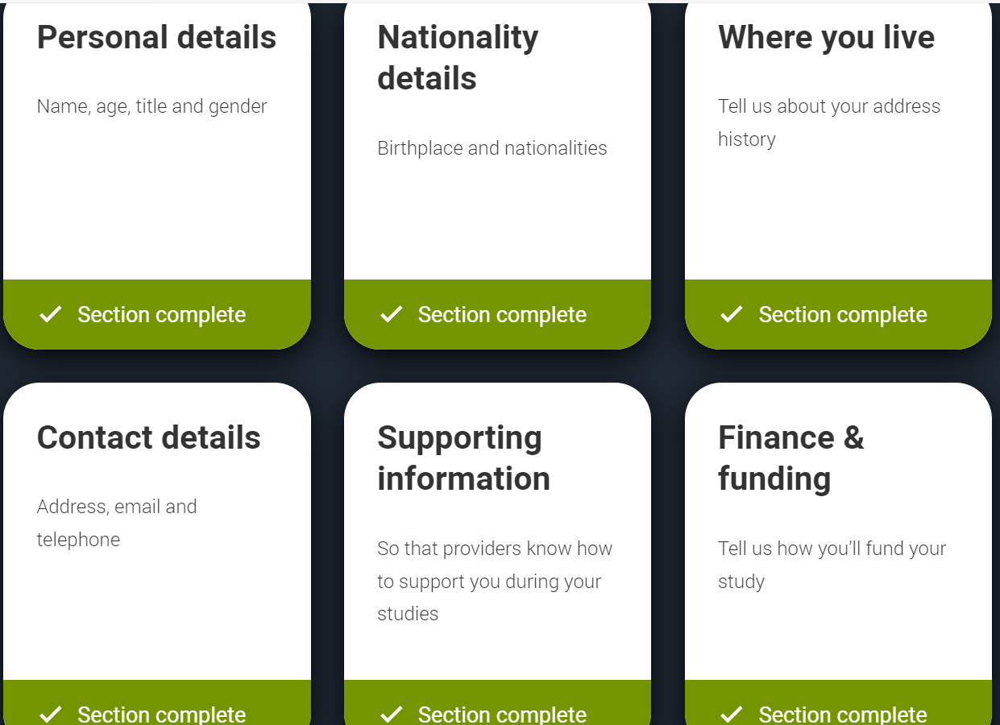 Personal details
Name, age, title and gender
Section complete
Nationality
details
Birthplace and nationalities
Section complete
Where you live
Tell us about your address
history
Section complete
Contact details
Address, email and
telephone
Section complete
Supporting
information
So that providers know how
to support you during your
studies
Section complete
Finance &
funding
Tell us how you’ll fund your
study
Section complete